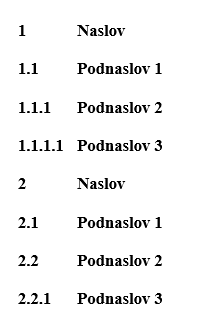 1 Naslov
1.1 Podnaslov 1
1.1.1 Podnaslov 2
1.1.1.1 Podnaslov 3
2 Naslov
2.1 Podnaslov 1
2.2 Podnaslov 2
2.2.1 Podnaslov 3